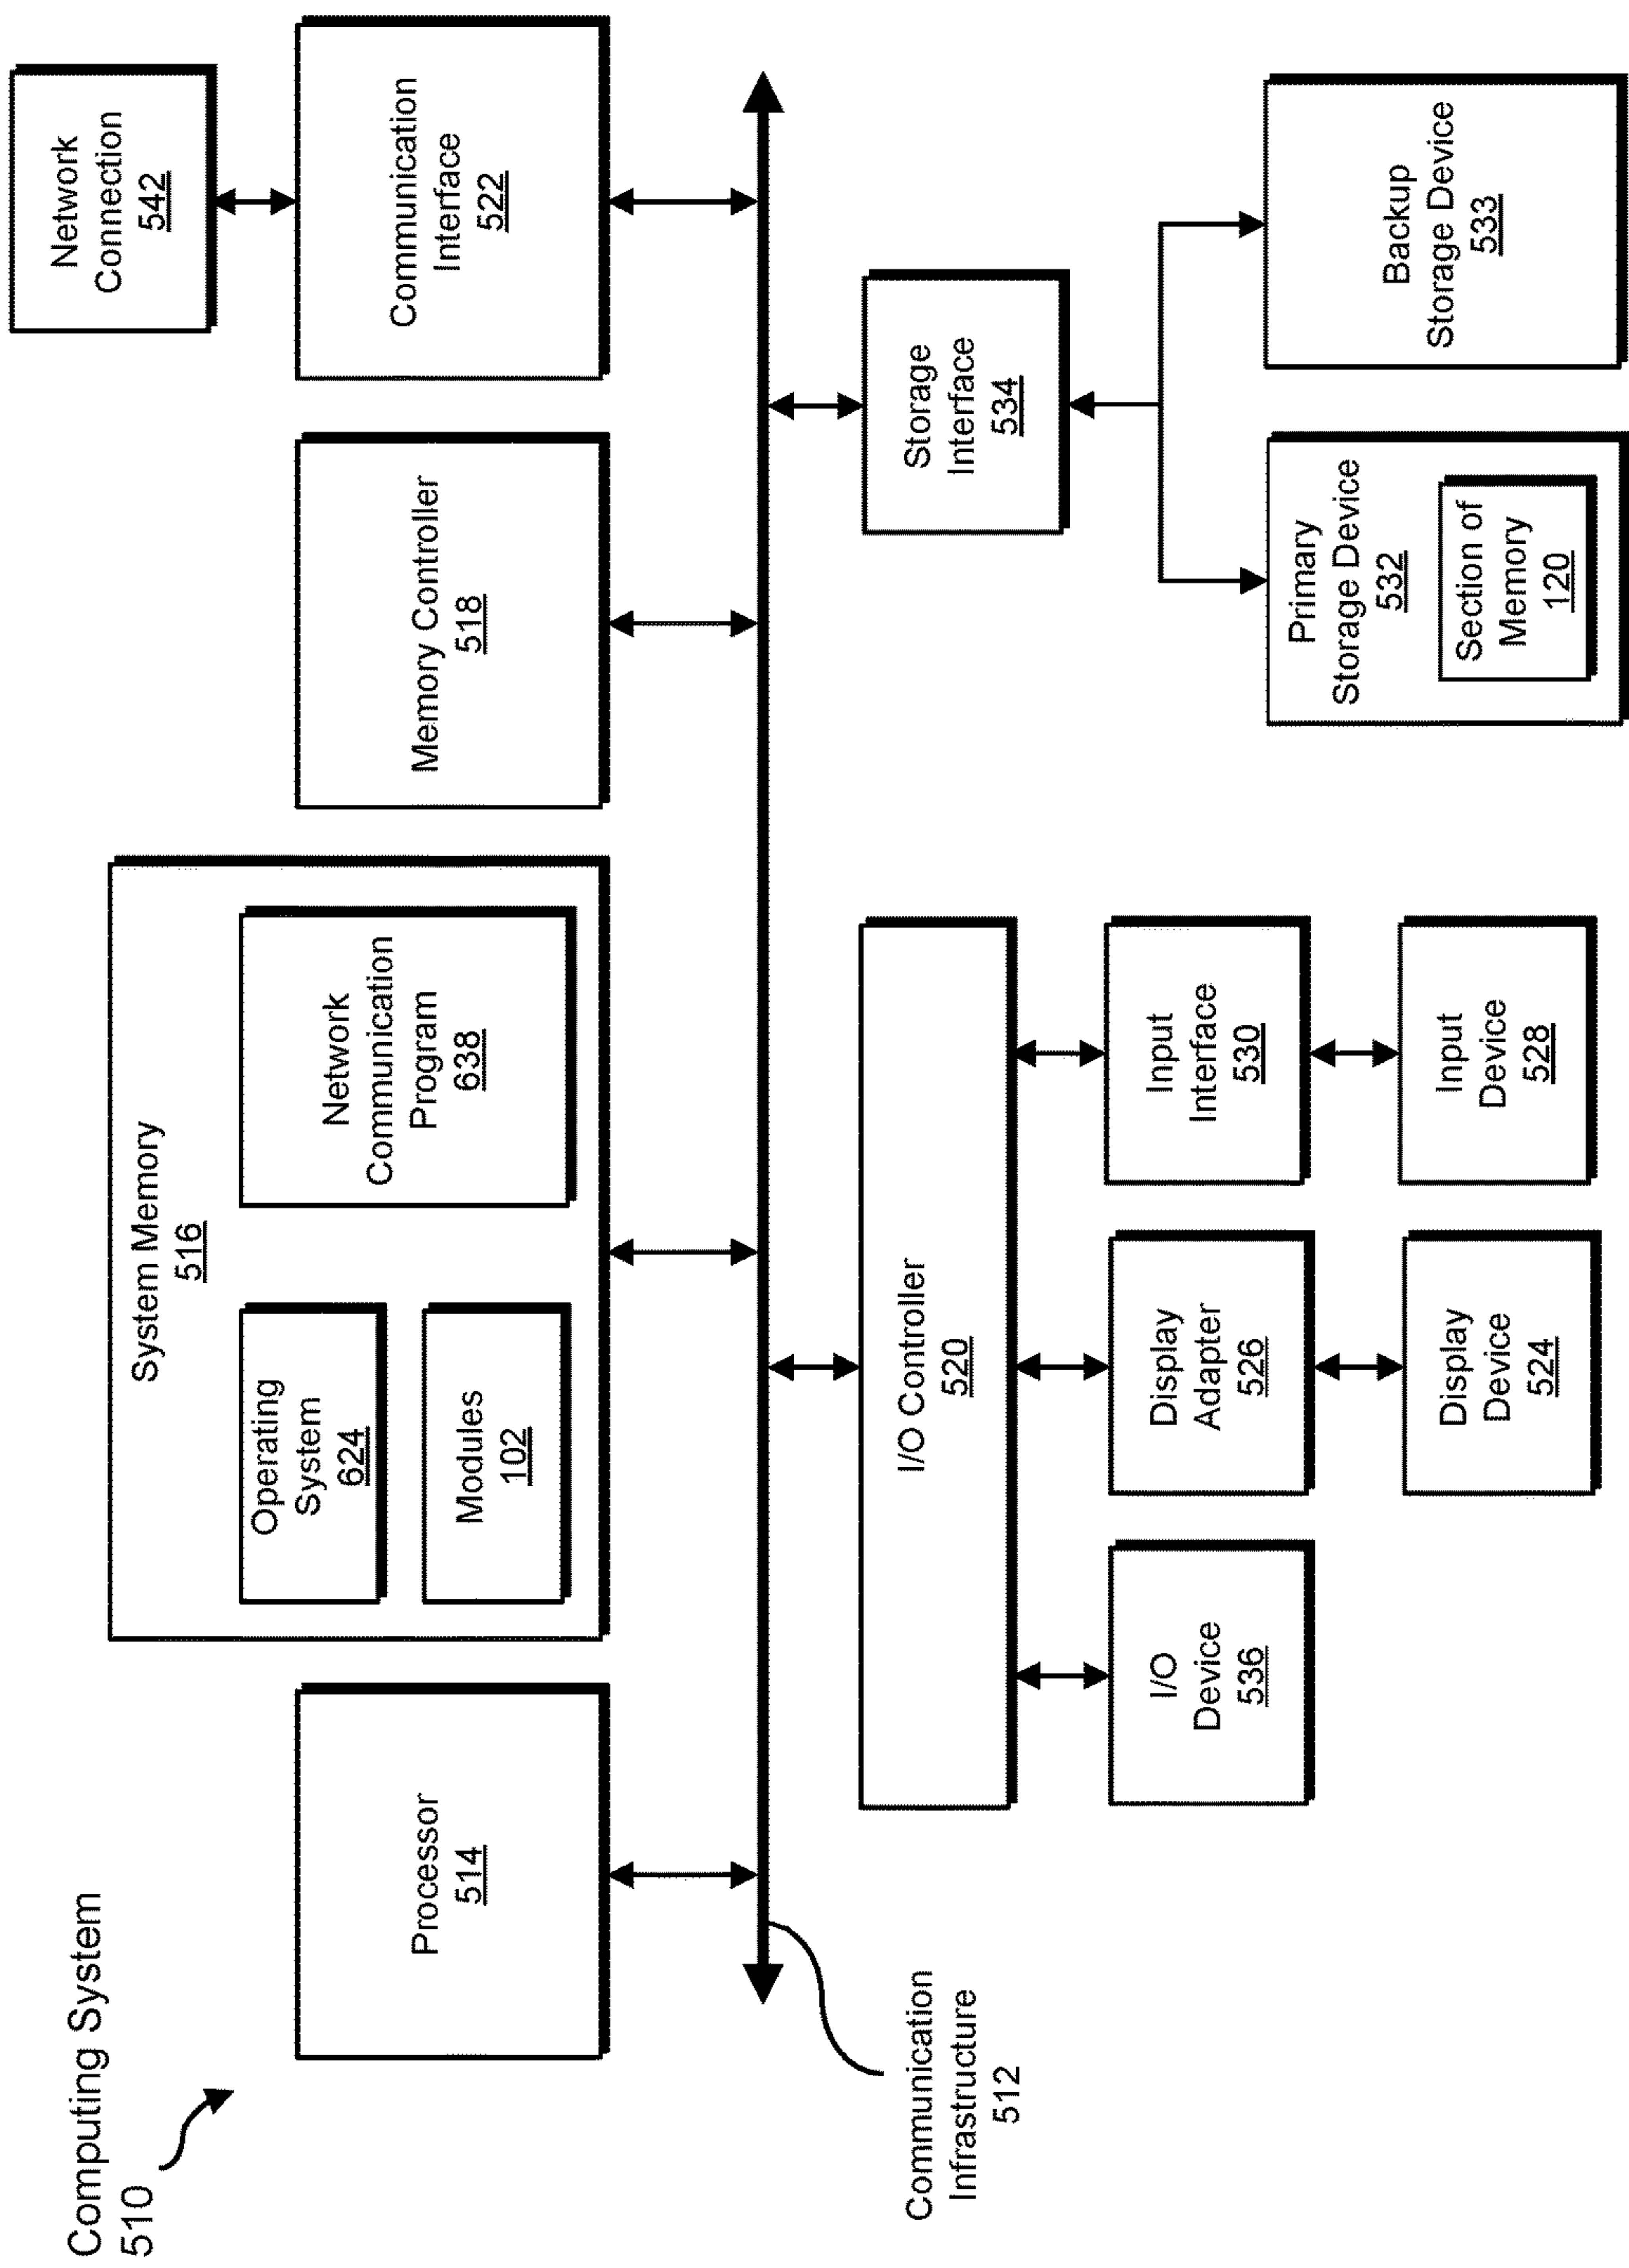 Computing System
510
Processor
514
System Memory
516
Operating
System
624
Modules
102
Network
Communication
Program
638
Memory Controller
518
Communication
Interface
522
Network
Connection
542
Communication
Infrastructure
512
I/O Controller
520
I/O
Device
536
Display
Adapter
526
Input
Interface
530
Display
Device
524
Input
Device
528
Storage
Interface
534
Primary
Storage Device
532
Section of
Memory
120
Backup
Storage Device
533